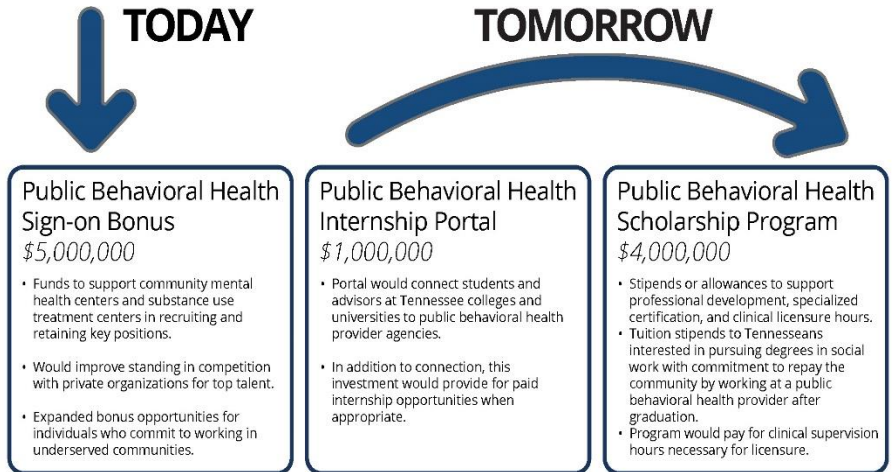 TODAY
TOMORROW
Public Behavioral Health
Sign-on Bonus
$5,000,000
• Funds to support community mental
health centers and substance use
treatment centers in recruiting and
retaining key positions.
• Would improve standing in competition
with private organizations for top talent.
• Expanded bonus opportunities for
individuals who commit to working in
underserved communities.
Public Behavioral Health
Internship Portal
$1,000,000
• Portal would connect students and
advisors at Tennessee colleges and
universities to public behavioral health
provider agencies.
• In addition to connection, this
investment would provide for paid
internship opportunities when
appropriate.
Public Behavioral Health
Scholarship Program
$4,000,000
• Stipends or allowances to support
professional development, specialized
certification, and clinical licensure hours.
• Tuition stipends to Tennesseans
interested in pursuing degrees in social
work with commitment to repay the
community by working at a public
behavioral health provider after
graduation.
• Program would pay for clinical supervision
hours necessary for licensure.